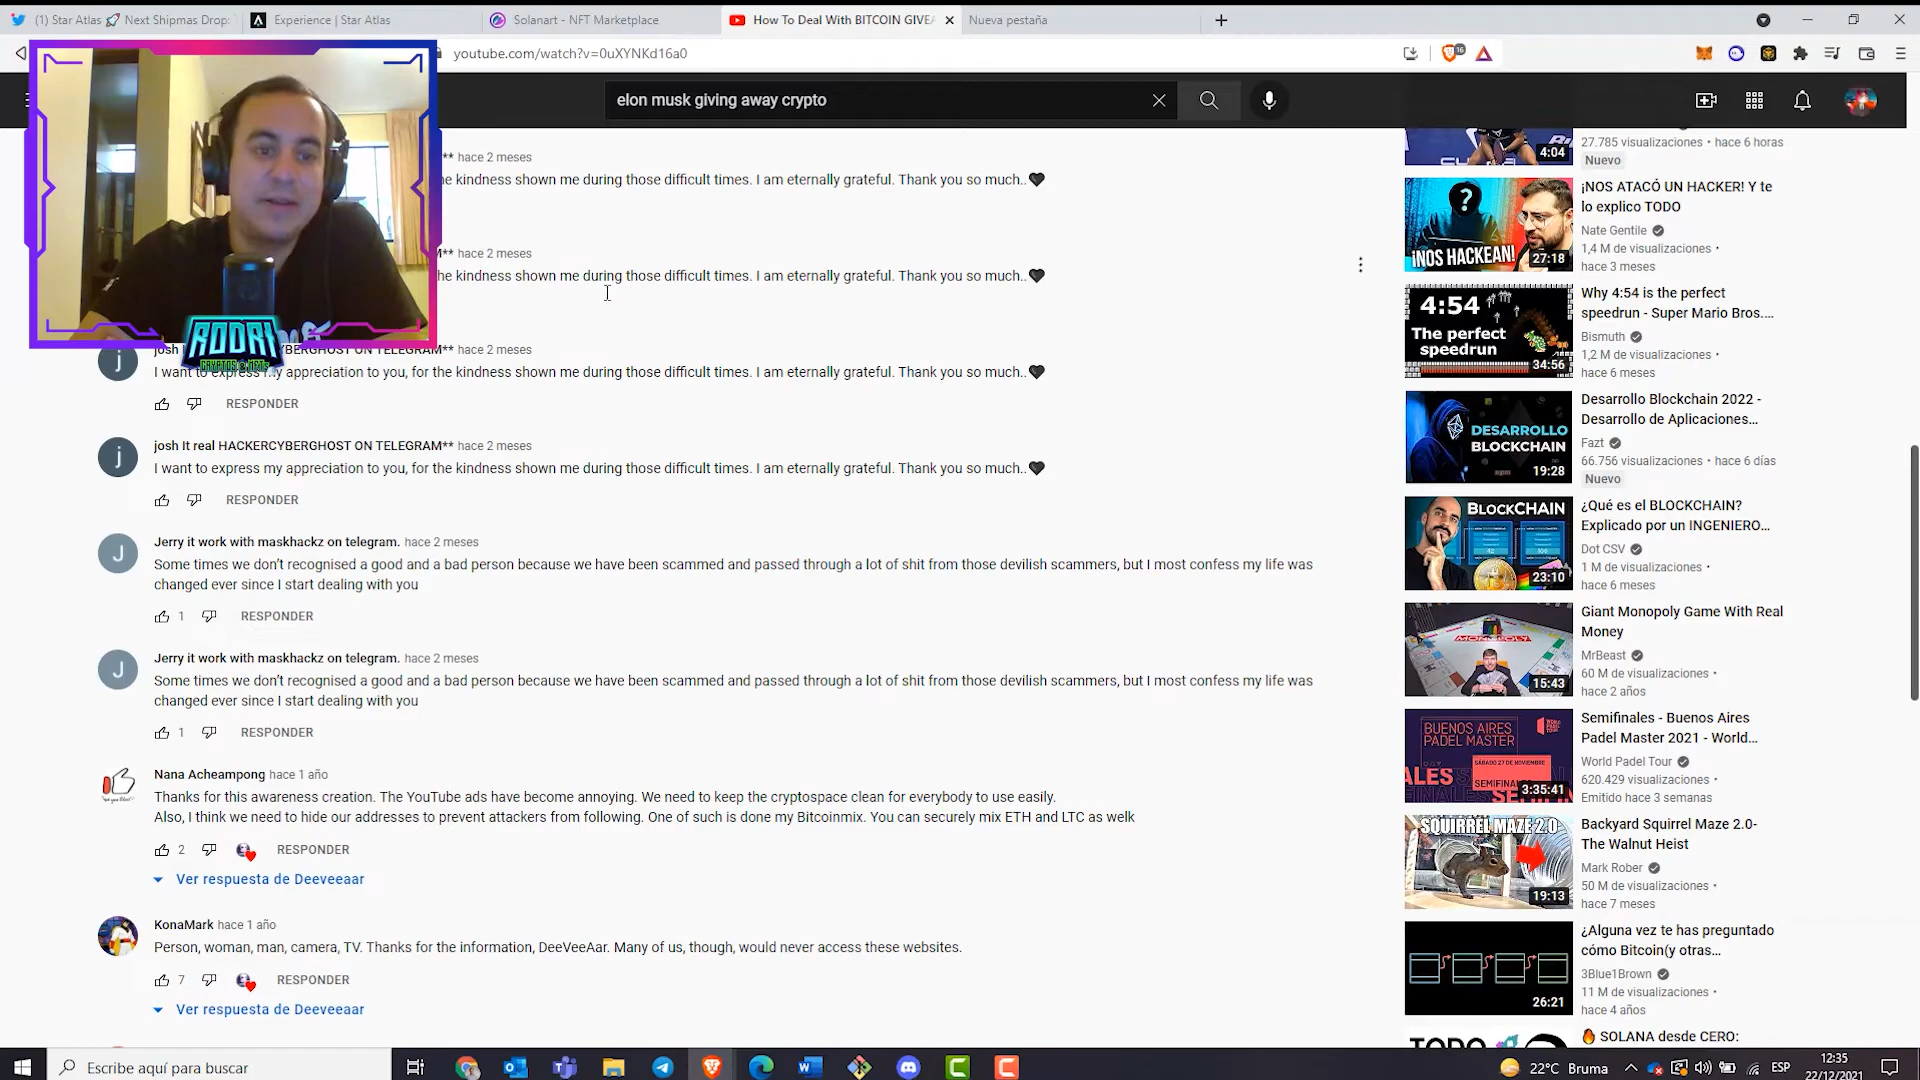 (1) Star Atlas 🚀 Next Shipmas Drop:
Experience | Star Atlas
Solanart - NFT Marketplace
How To Deal With BITCOIN GIVEA
Nueva pestaña
youtube.com/watch?v=0uXYNKd16a0
16
elon musk giving away crypto
** hace 2 meses
he kindness shown me during those difficult times. I am eternally grateful. Thank you so much..🖤
M** hace 2 meses
he kindness shown me during those difficult times. I am eternally grateful. Thank you so much..🖤
RODRI
CRYPTOS & NFTs
josh
YBERGHOST ON TELEGRAM** hace 2 meses
I want to express my appreciation to you, for the kindness shown me during those difficult times. I am eternally grateful. Thank you so much..🖤
RESPONDER
josh It real HACKERCYBERGHOST ON TELEGRAM** hace 2 meses
I want to express my appreciation to you, for the kindness shown me during those difficult times. I am eternally grateful. Thank you so much..🖤
RESPONDER
Jerry it work with maskhackz on telegram. hace 2 meses
Some times we don't recognised a good and a bad person because we have been scammed and passed through a lot of shit from those devilish scammers, but I most confess my life was
changed ever since I start dealing with you
1 RESPONDER
Jerry it work with maskhackz on telegram. hace 2 meses
Some times we don't recognised a good and a bad person because we have been scammed and passed through a lot of shit from those devilish scammers, but I most confess my life was
changed ever since I start dealing with you
1 RESPONDER
Nana Acheampong hace 1 año
Thanks for this awareness creation. The YouTube ads have become annoying. We need to keep the cryptospace clean for everybody to use easily.
Also, I think we need to hide our addresses to prevent attackers from following. One of such is done my Bitcoinmix. You can securely mix ETH and LTC as welk
2 RESPONDER
Ver respuesta de Deeveeaar
KonaMark hace 1 año
Person, woman, man, camera, TV. Thanks for the information, DeeVeeAar. Many of us, though, would never access these websites.
7 RESPONDER
Ver respuesta de Deeveeaar
4:04
27.785 visualizaciones • hace 6 horas
Nuevo
¡NOS HACKEAN!
27:18
¡NOS ATACÓ UN HACKER! Y te
lo explico TODO
Nate Gentile
1,4 M de visualizaciones •
hace 3 meses
4:54
The perfect
speedrun
34:56
Why 4:54 is the perfect
speedrun - Super Mario Bros....
Bismuth
1,2 M de visualizaciones •
hace 6 meses
DESARROLLO
BLOCKCHAIN
19:28
Desarrollo Blockchain 2022 -
Desarrollo de Aplicaciones...
Fazt
66.756 visualizaciones • hace 6 días
Nuevo
BLOCKCHAIN
23:10
¿Qué es el BLOCKCHAIN?
Explicado por un INGENIERO...
Dot CSV
1 M de visualizaciones •
hace 6 meses
MONOPOLY
15:43
Giant Monopoly Game With Real
Money
MrBeast
60 M de visualizaciones •
hace 2 años
BUENOS AIRES
PADEL MASTER
SÁBADO 27 DE NOVIEMBRE
SEMIFINALES
3:35:41
Semifinales - Buenos Aires
Padel Master 2021 - World...
World Padel Tour
620.429 visualizaciones •
Emitido hace 3 semanas
SQUIRREL MAZE 2.0
19:13
Backyard Squirrel Maze 2.0-
The Walnut Heist
Mark Rober
50 M de visualizaciones •
hace 7 meses
26:21
¿Alguna vez te has preguntado
cómo Bitcoin(y otras...
3Blue1Brown
11 M de visualizaciones •
hace 4 años
TODO
🔥 SOLANA desde CERO:
Escribe aquí para buscar
22°C Bruma
ESP
12:35
22/12/2021